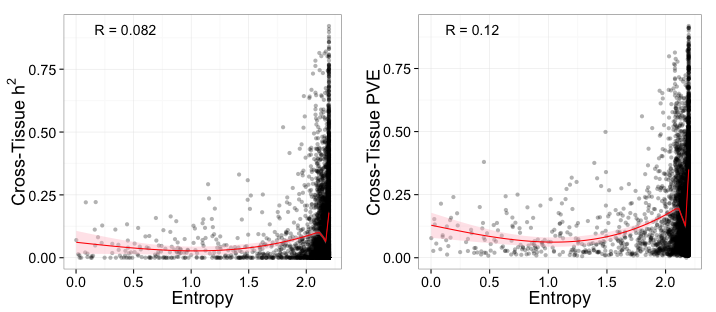 R = 0.082
Cross-Tissue h²
0.75
0.50
0.25
0.00
0.0 0.5 1.0 1.5 2.0
Entropy
R = 0.12
Cross-Tissue PVE
0.75
0.50
0.25
0.00
0.0 0.5 1.0 1.5 2.0
Entropy